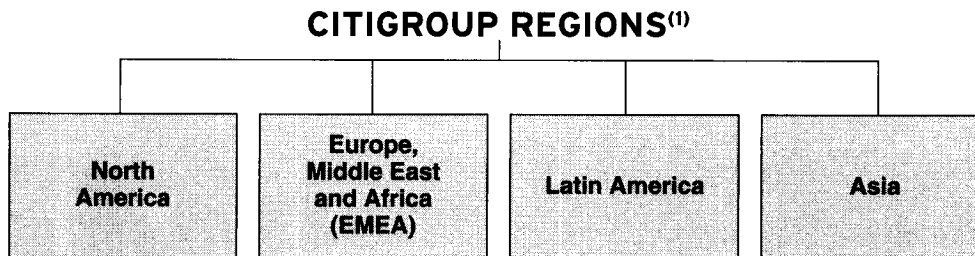 CITIGROUP REGIONS(1)
North
America
Europe,
Middle East
and Africa
(EMEA)
Latin America
Asia